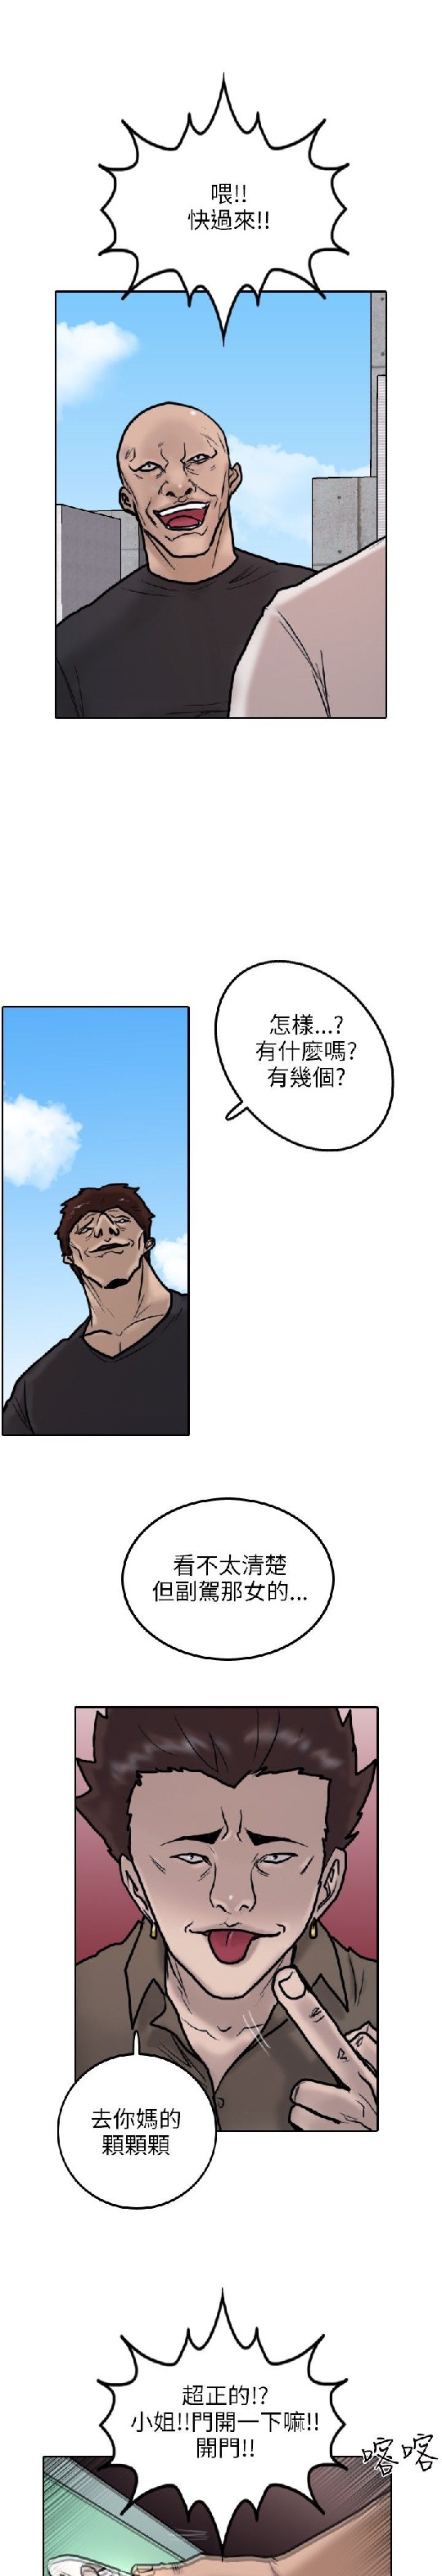 喂!!
快過來!!
怎樣...?
有什麼嗎?
有幾個?
看不太清楚
但副駕那女的...
去你媽的
顆顆顆
超正的!?
小姐!!門開一下嘛!!
開門!!
喀喀